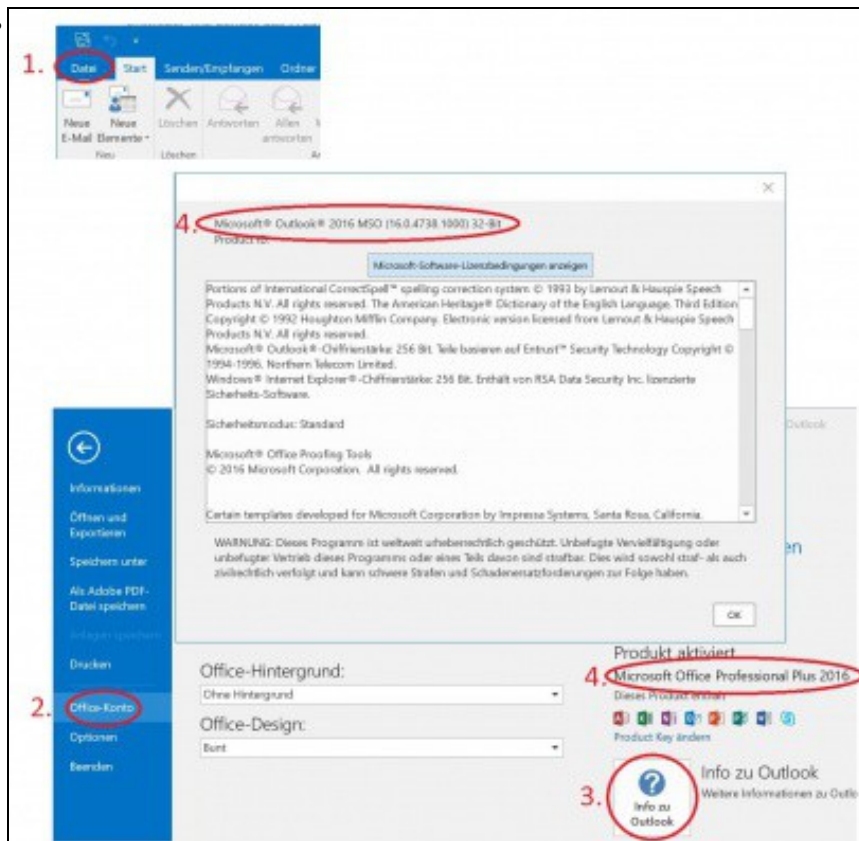 1.
Datei Start Senden/Empfangen Ordner
Neue E-Mail
Neue Elemente
Löschen
Antworten
Allen antworten
Neu Löschen
4. Microsoft® Outlook® 2016 MSO (16.0.4738.1000) 32-Bit
Product ID:
Microsoft-Software-Lizenzbedingungen anzeigen
Portions of International CorrectSpell™ spelling correction system © 1993 by Lernout & Hauspie Speech
Products N.V. All rights reserved. The American Heritage® Dictionary of the English Language, Third Edition
Copyright © 1992 Houghton Mifflin Company. Electronic version licensed from Lernout & Hauspie Speech
Products N.V. All rights reserved.
Microsoft® Outlook®-Chiffrierstärke: 256 Bit. Teile basieren auf Entrust™ Security Technology Copyright ©
1994-1996, Northern Telecom Limited.
Windows® Internet Explorer®-Chiffrierstärke: 256 Bit. Enthält von RSA Data Security Inc. lizenzierte
Sicherheits-Software.
Sicherheitsmodus: Standard
Microsoft® Office Proofing Tools
© 2016 Microsoft Corporation. All rights reserved.
Certain templates developed for Microsoft Corporation by Impressa Systems, Santa Rosa, California.
WARNUNG: Dieses Programm ist weltweit urheberrechtlich geschützt. Unbefugte Vervielfältigung oder
unbefugter Vertrieb dieses Programms oder eines Teils davon sind strafbar. Dies wird sowohl straf- als auch
zivilrechtlich verfolgt und kann schwere Strafen und Schadenersatzforderungen zur Folge haben.
OK
Outlook
en
Informationen
Öffnen und
Exportieren
Speichern unter
Als Adobe PDF-
Datei speichern
Anlagen speichern
Drucken
2. Office-Konto
Optionen
Beenden
Office-Hintergrund:
Ohne Hintergrund
Office-Design:
Bunt
Produkt aktiviert
4. Microsoft Office Professional Plus 2016
Dieses Produkt enthält
Product Key ändern
3.
Info zu
Outlook
Info zu Outlook
Weitere Informationen zu Outlo